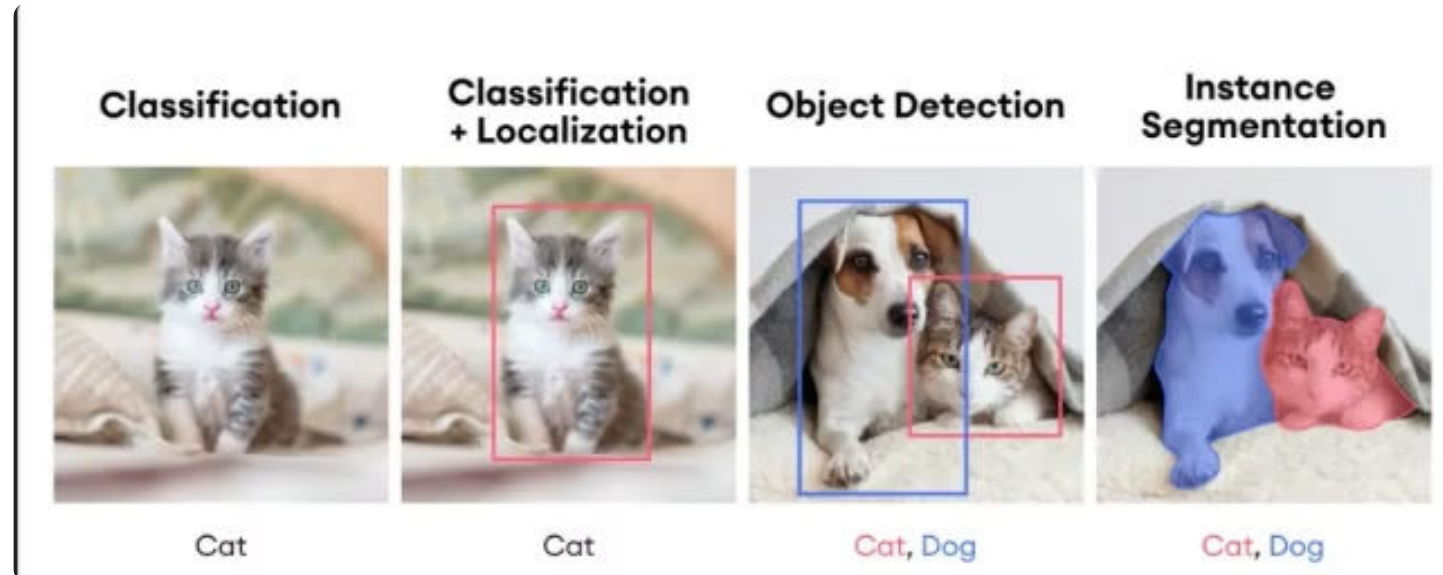 Classification
Classification
+ Localization
Object Detection
Instance
Segmentation
Cat
Cat
Cat, Dog
Cat, Dog